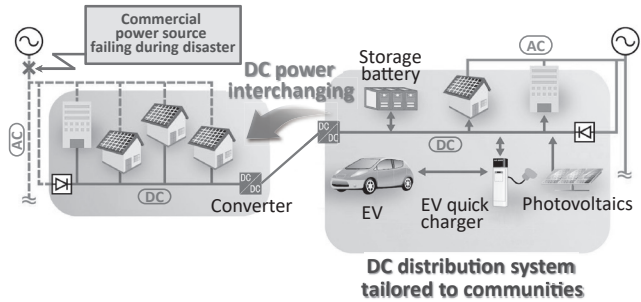 Commercial
power source
failing during disaster
AC
DC power
interchanging
DC
DC
DC
Converter
Storage
battery
AC
DC
DC
DC
EV
EV quick
charger
Photovoltaics
DC distribution system
tailored to communities